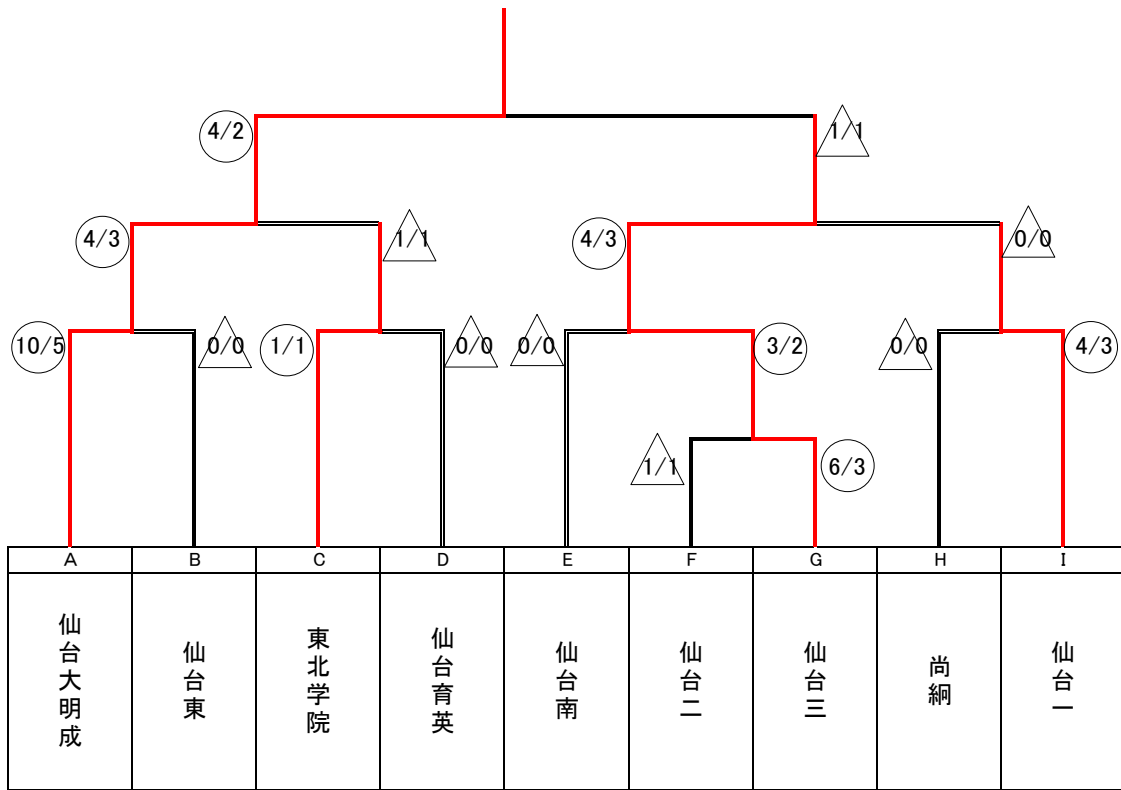 4/2
1/1
4/3
1/1
4/3
0/0
10/5
0/0
1/1
0/0
0/0
3/2
0/0
4/3
1/1
6/3
A
B
C
D
E
F
G
H
I
仙台大明成
仙台東
東北学院
仙台育英
仙台南
仙台二
仙台三
尚絅
仙台一